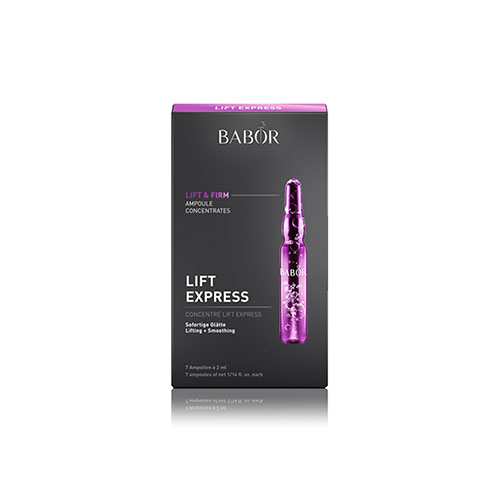 LIFT EXPRESS
BABOR
LIFT & FIRM
AMPOULE
CONCENTRATES
BABOR
LIFT
EXPRESS
CONCENTRÉ LIFT EXPRESS
Sofortige Glätte
Lifting + Smoothing
7 Ampullen à 2 ml
7 ampoules of net 1/14 fl. oz. each